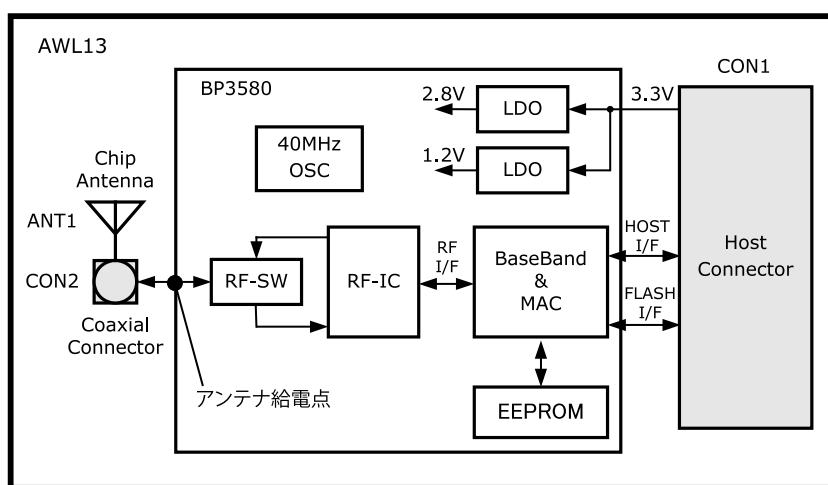 AWL13
BP3580
CON1
2.8V
LDO
3.3V
40MHz
OSC
1.2V
LDO
Chip
Antenna
ANT1
CON2
Coaxial
Connector
RF-SW
RF-IC
RF
I/F
BaseBand
&
MAC
HOST
I/F
FLASH
I/F
Host
Connector
アンテナ給電点
EEPROM